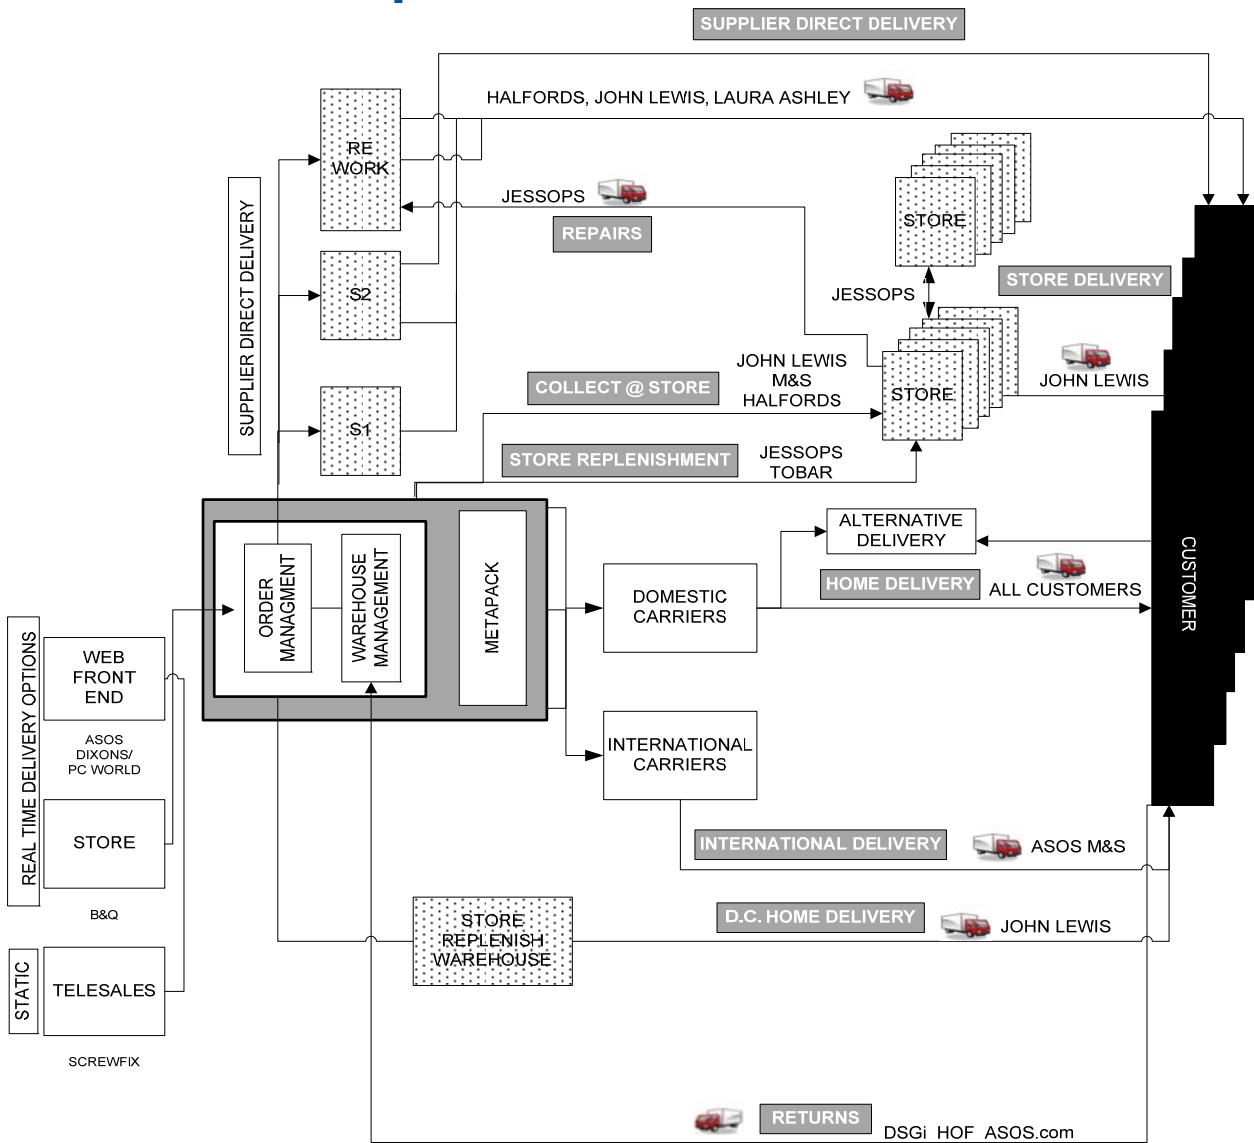 SUPPLIER DIRECT DELIVERY
HALFORDS, JOHN LEWIS, LAURA ASHLEY
RE
WORK
JESSOPS
REPAIRS
STORE
SUPPLIER DIRECT DELIVERY
S2
JESSOPS
STORE DELIVERY
JOHN LEWIS
M&S
HALFORDS
COLLECT @ STORE
STORE
JOHN LEWIS
S1
STORE REPLENISHMENT
JESSOPS
TOBAR
ORDER
MANAGMENT
WAREHOUSE
MANAGEMENT
METAPACK
ALTERNATIVE
DELIVERY
CUSTOMER
HOME DELIVERY
ALL CUSTOMERS
DOMESTIC
CARRIERS
REAL TIME DELIVERY OPTIONS
WEB
FRONT
END
ASOS
DIXONS/
PC WORLD
INTERNATIONAL
CARRIERS
STORE
INTERNATIONAL DELIVERY
ASOS M&S
B&Q
STORE
REPLENISH
WAREHOUSE
D.C. HOME DELIVERY
JOHN LEWIS
STATIC
TELESALES
SCREWFIX
RETURNS
DSGi HOF ASOS.com